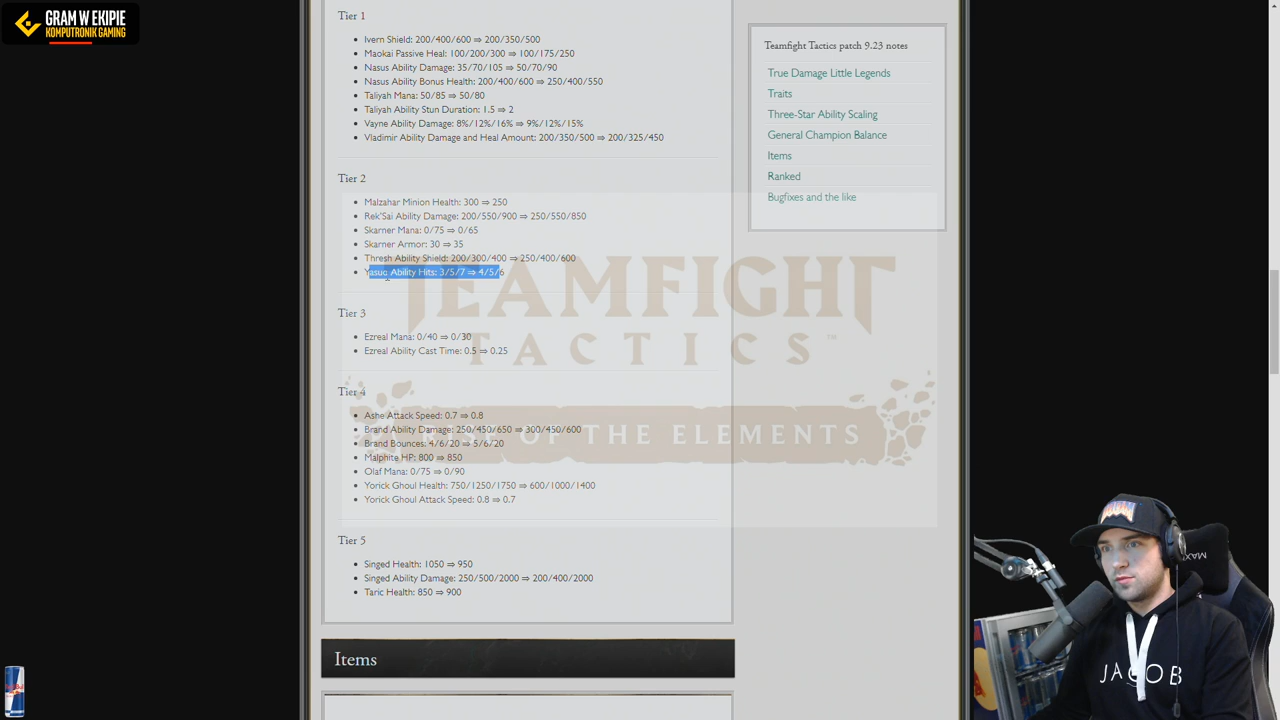 GRAM W EKIPIE
KOMPUTRONIK GAMING
Tier 1
Ivern Shield: 200/400/600 ⇒ 200/350/500
Maokai Passive Heal: 100/200/300 ⇒ 100/175/250
Nasus Ability Damage: 35/70/105 ⇒ 50/70/90
Nasus Ability Bonus Health: 200/400/600 ⇒ 250/400/550
Taliyah Mana: 50/85 ⇒ 50/80
Taliyah Ability Stun Duration: 1.5 ⇒ 2
Vayne Ability Damage: 8%/12%/16% ⇒ 9%/12%/15%
Vladimir Ability Damage and Heal Amount: 200/350/500 ⇒ 200/325/450
Tier 2
Malzahar Minion Health: 300 ⇒ 250
Rek'Sai Ability Damage: 200/550/900 ⇒ 250/550/850
Skarner Mana: 0/75 ⇒ 0/65
Skarner Armor: 30 ⇒ 35
Thresh Ability Shield: 200/300/400 ⇒ 250/400/600
Yasuo Ability Hits: 3/5/7 ⇒ 4/5/6
Tier 3
Ezreal Mana: 0/40 ⇒ 0/30
Ezreal Ability Cast Time: 0.5 ⇒ 0.25
Tier 4
Ashe Attack Speed: 0.7 ⇒ 0.8
Brand Ability Damage: 250/450/650 ⇒ 300/450/600
Brand Bounces: 4/6/20 ⇒ 5/6/20
Malphite HP: 800 ⇒ 850
Olaf Mana: 0/75 ⇒ 0/90
Yorick Ghoul Health: 750/1250/1750 ⇒ 600/1000/1400
Yorick Ghoul Attack Speed: 0.8 ⇒ 0.7
Tier 5
Singed Health: 1050 ⇒ 950
Singed Ability Damage: 250/500/2000 ⇒ 200/400/2000
Taric Health: 850 ⇒ 900
Items
Teamfight Tactics patch 9.23 notes
True Damage Little Legends
Traits
Three-Star Ability Scaling
General Champion Balance
Items
Ranked
Bugfixes and the like
TEAMFIGHT
TACTICS™
RISE OF THE ELEMENTS
DOOM
MAX
JACOB